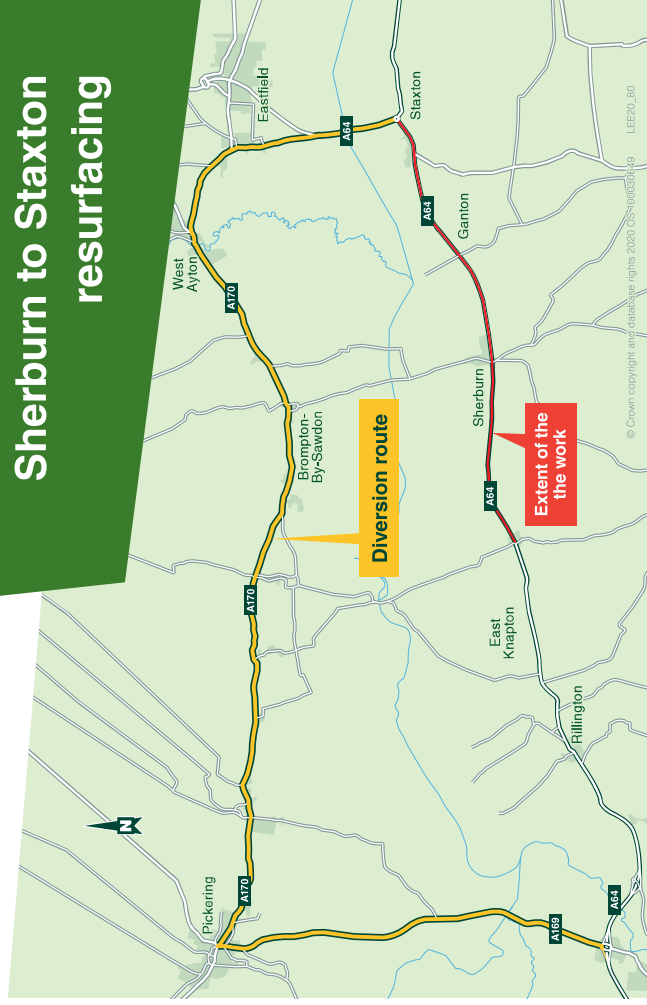 Sherburn to Staxton
resurfacing
Eastfield
A64
Staxton
A64
Ganton
West
Ayton
A170
Sherburn
Brompton-
By-Sawdon
Diversion route
Extent of the
the work
A64
A170
East
Knapton
Rillington
N
Pickering
A170
A169
A64
© Crown copyright and database rights 2020 OS 100030649
LEE20_80